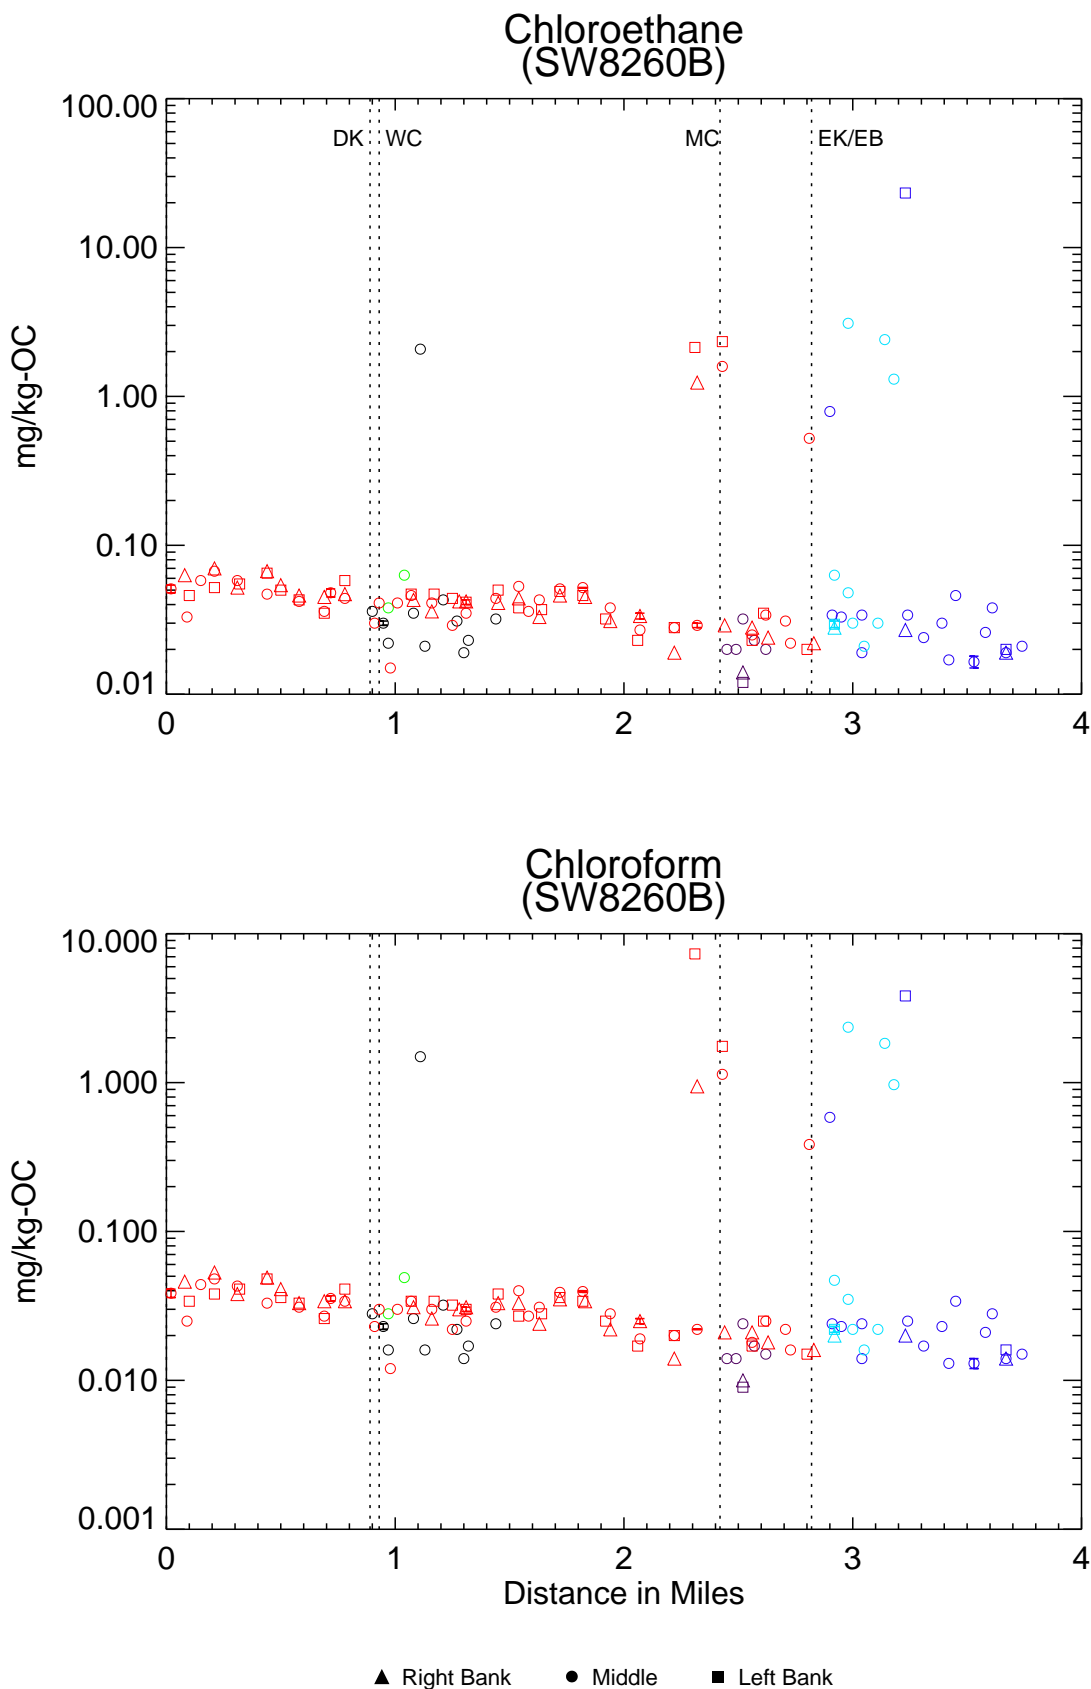 Chloroethane
(SW8260B)
100.00
DK WC MC EK/EB
10.00
mg/kg-OC
1.00
0.10
0.01
0 1 2 3 4
Chloroform
(SW8260B)
10.000
1.000
mg/kg-OC
0.100
0.010
0.001
0 1 2 3 4
Distance in Miles
Right Bank Middle Left Bank